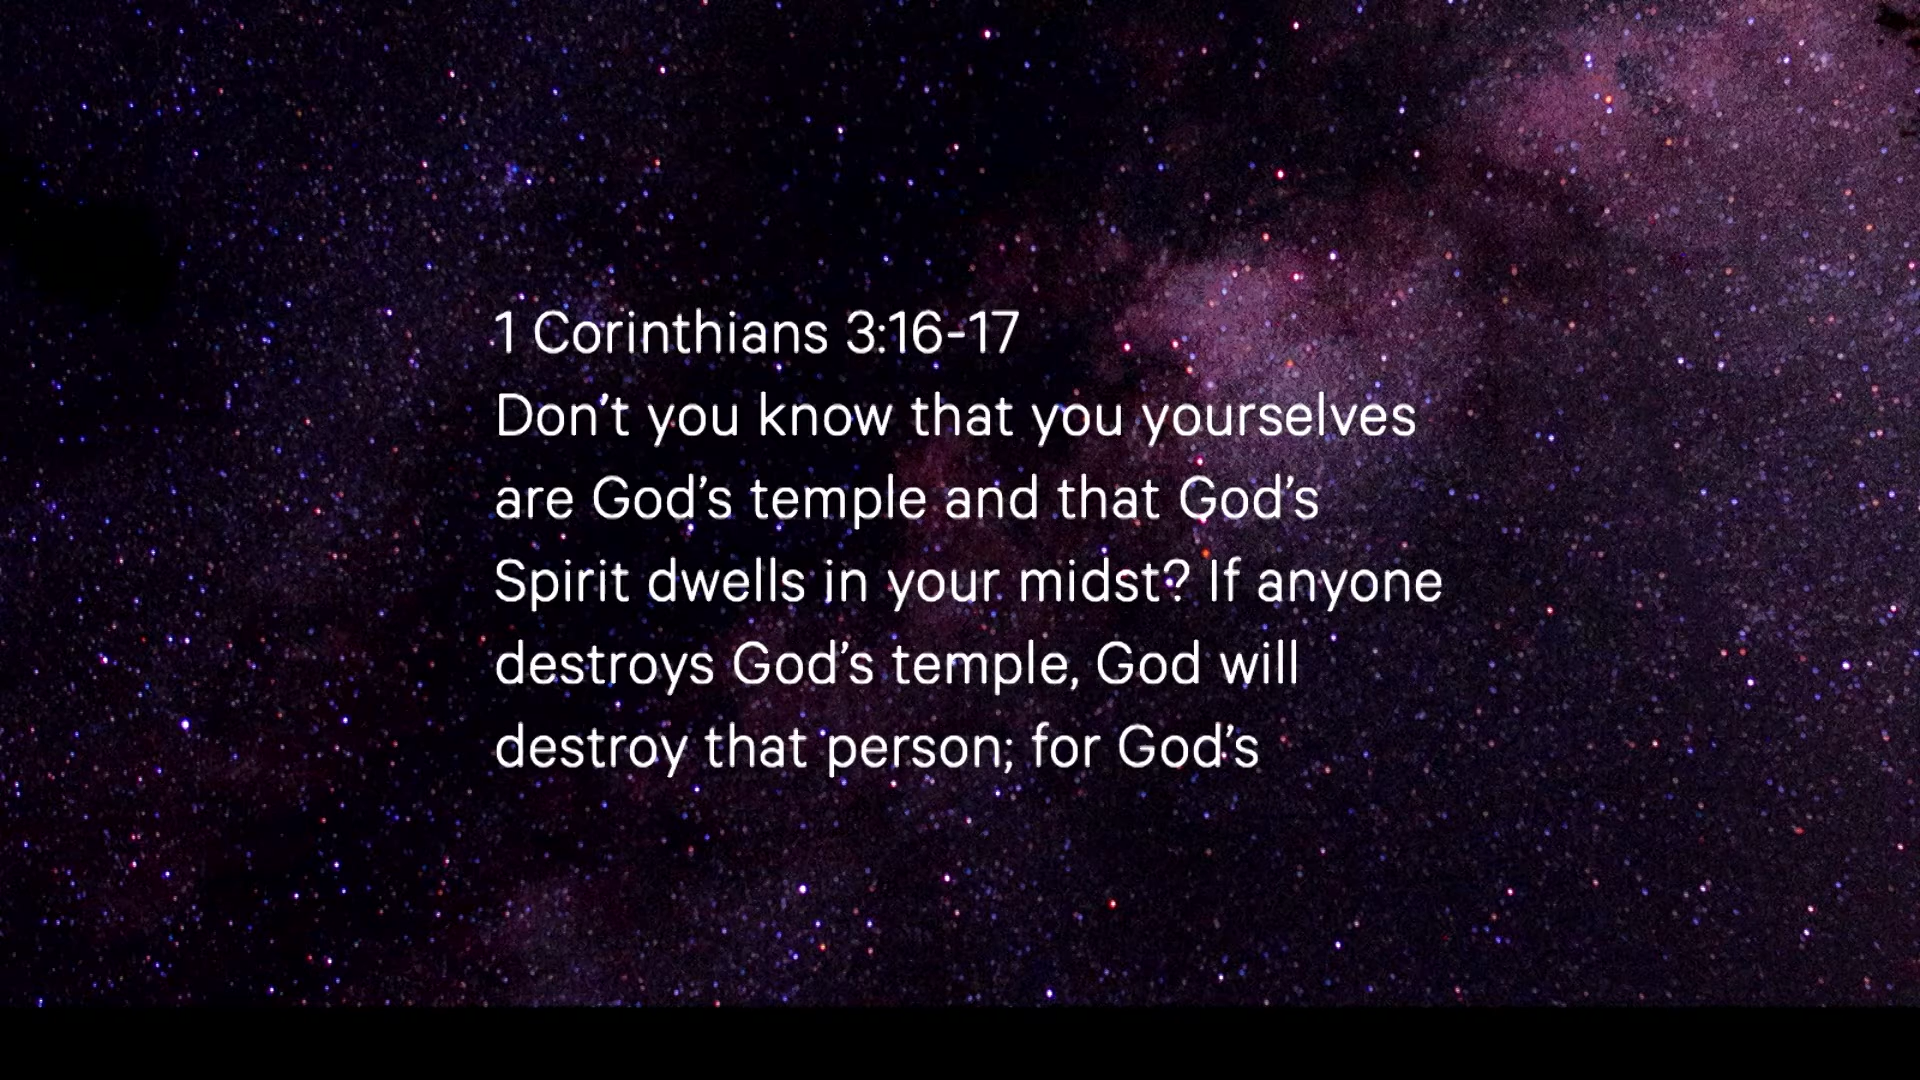 1 Corinthians 3:16-17
Don’t you know that you yourselves
are God’s temple and that God’s
Spirit dwells in your midst? If anyone
destroys God’s temple, God will
destroy that person; for God’s